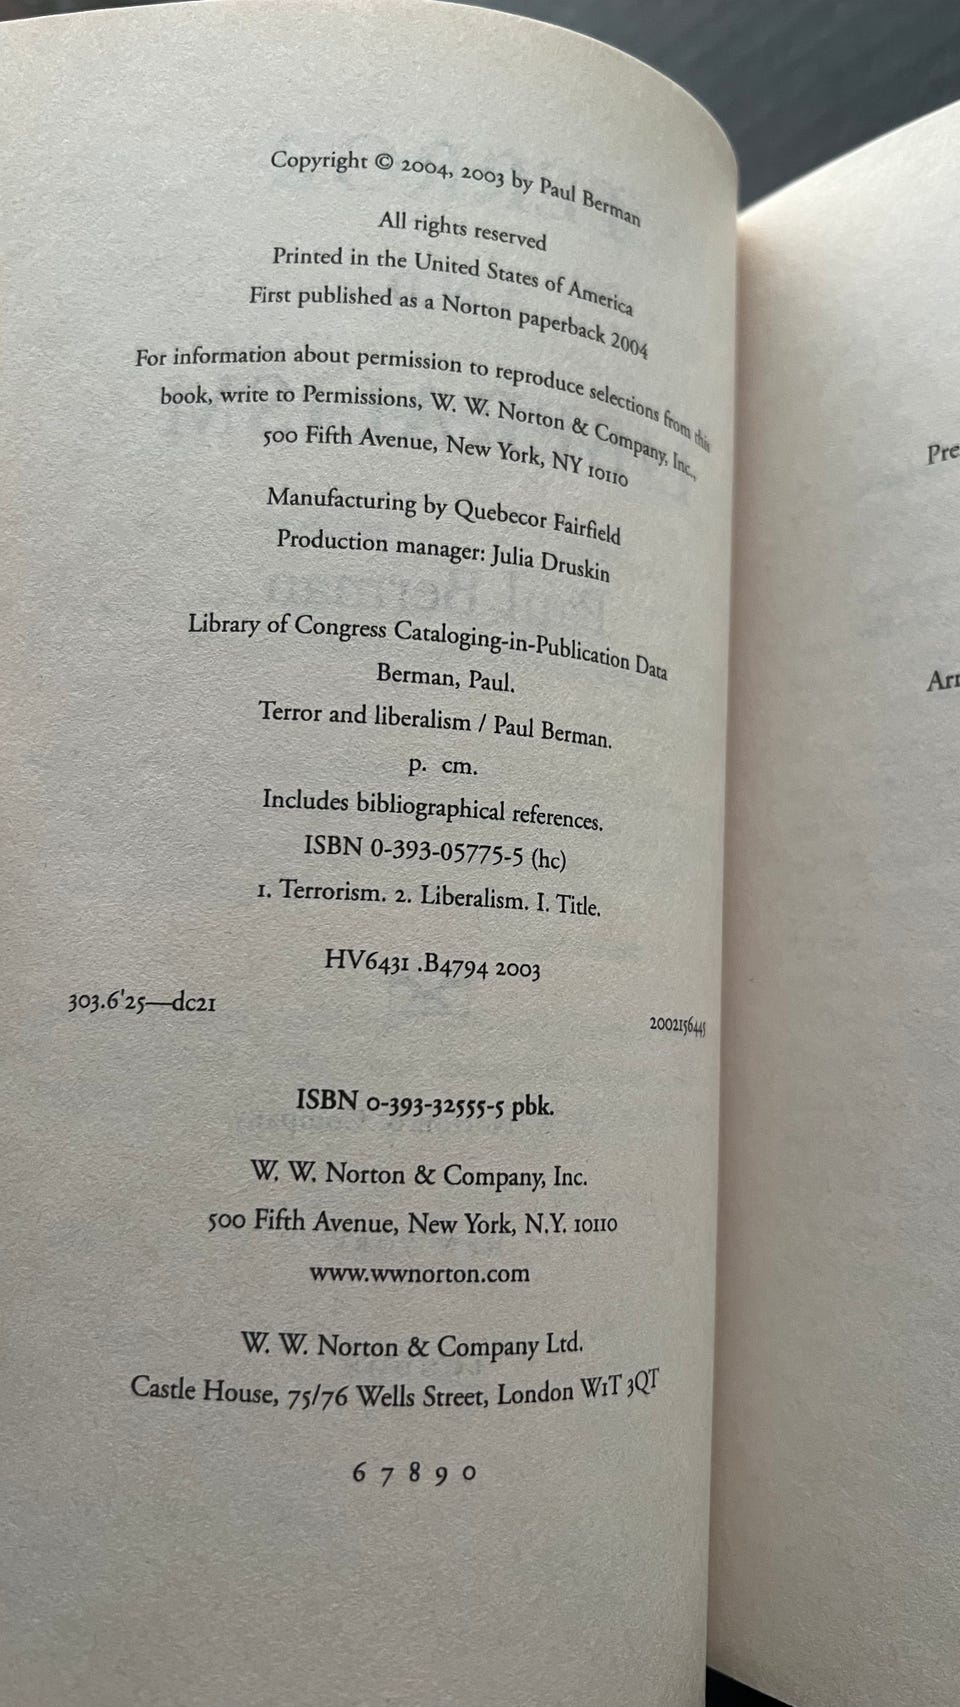 Copyright © 2004, 2003 by Paul Berman
All rights reserved
Printed in the United States of America
First published as a Norton paperback 2004
For information about permission to reproduce selections from this
book, write to Permissions, W. W. Norton & Company, Inc.,
500 Fifth Avenue, New York, NY 10110
Manufacturing by Quebecor Fairfield
Production manager: Julia Druskin
Library of Congress Cataloging-in-Publication Data
Berman, Paul.
Terror and liberalism / Paul Berman.
p. cm.
Includes bibliographical references.
ISBN 0-393-05775-5 (hc)
1. Terrorism. 2. Liberalism. I. Title.
HV6431 .B4794 2003
303.6'25—dc21
2002156445
ISBN 0-393-32555-5 pbk.
W. W. Norton & Company, Inc.
500 Fifth Avenue, New York, N.Y. 10110
www.wwnorton.com
W. W. Norton & Company Ltd.
Castle House, 75/76 Wells Street, London W1T 3QT
6 7 8 9 0
Pre